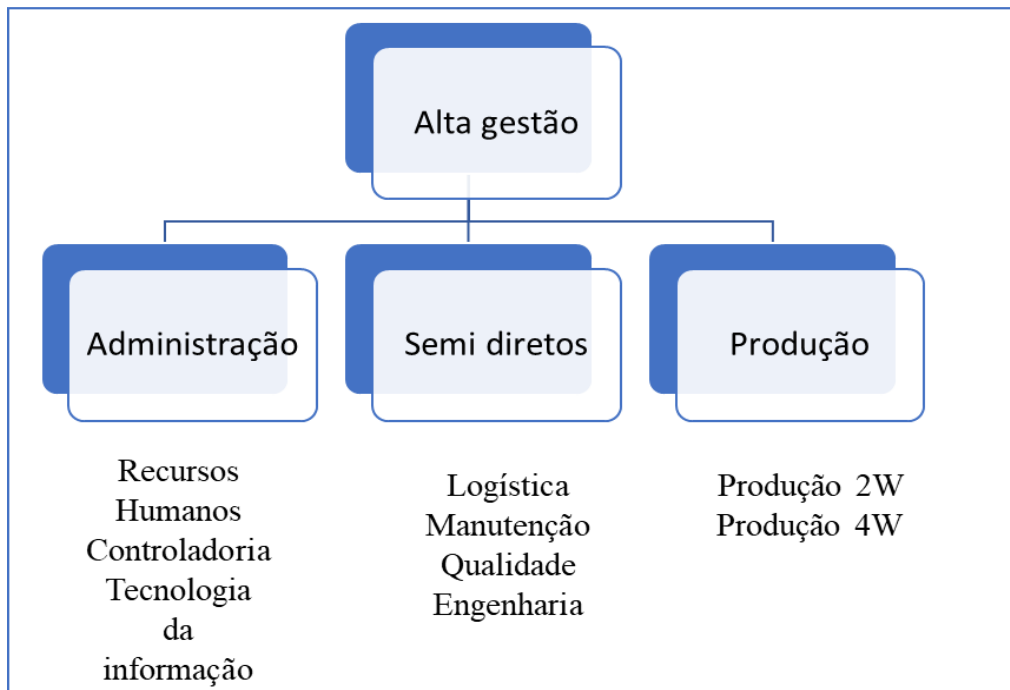 Alta gestão
Administração
Semi diretos
Produção
Recursos
Humanos
Controladoria
Tecnologia
da
informação
Logística
Manutenção
Qualidade
Engenharia
Produção 2W
Produção 4W